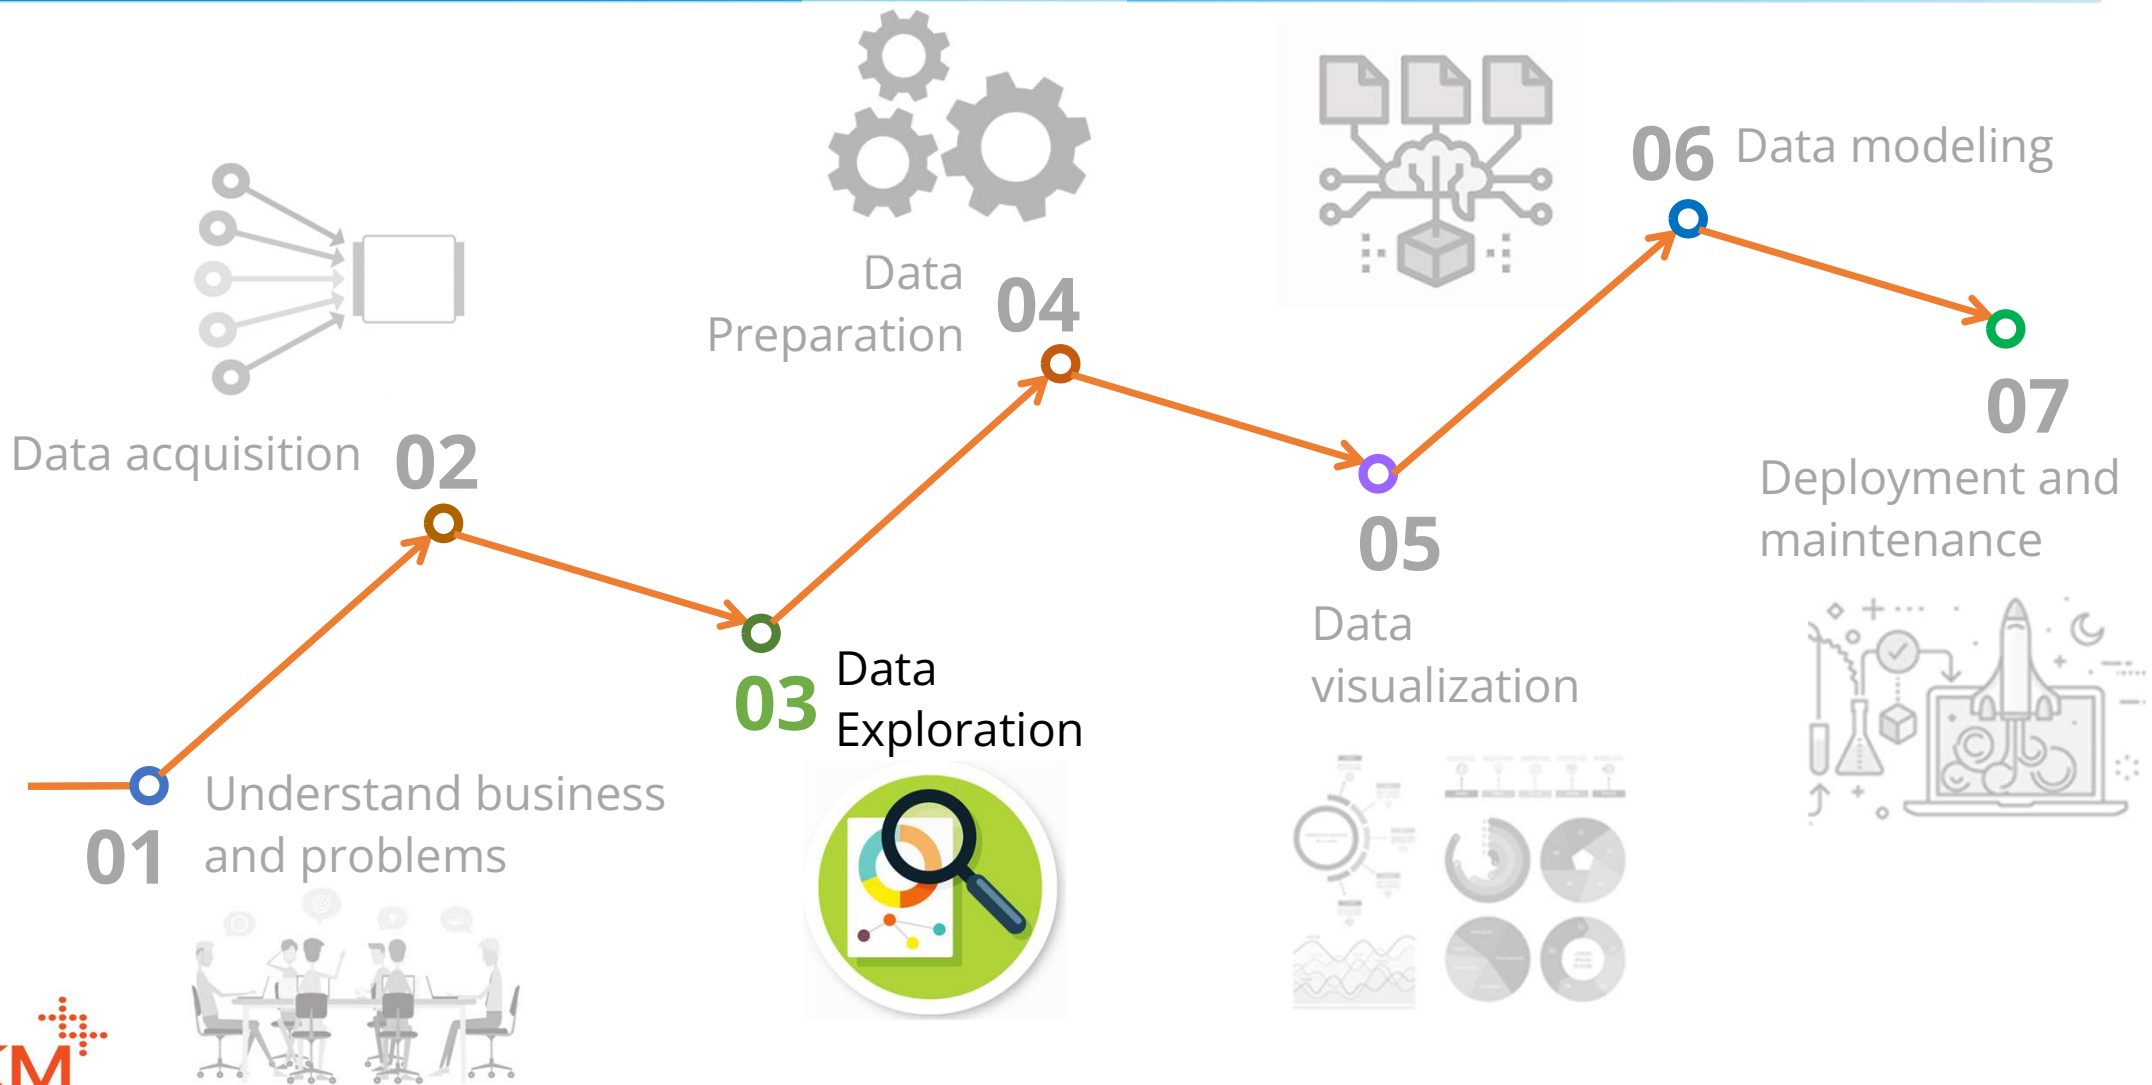 01
Understand business
and problems
Data acquisition
02
03
Data
Exploration
Data
Preparation
04
05
Data
visualization
06
Data modeling
07
Deployment and
maintenance